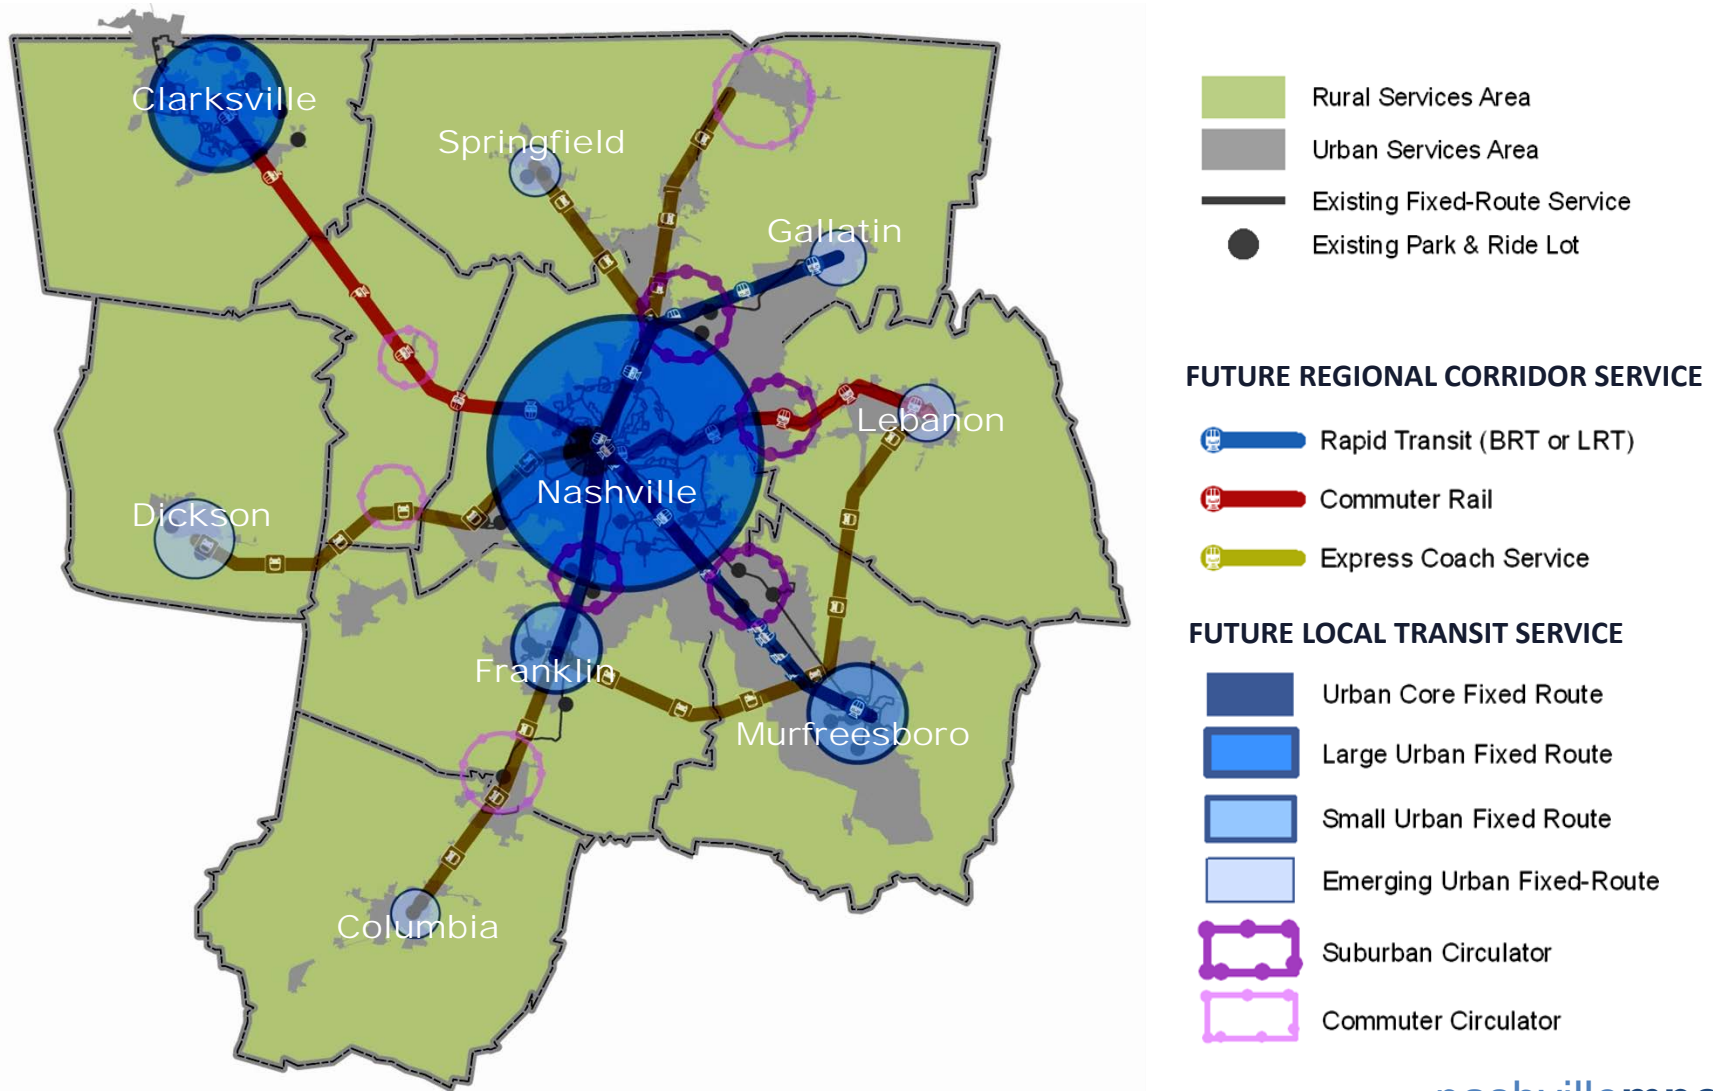 Clarksville
Springfield
Gallatin
Lebanon
Nashville
Dickson
Franklin
Murfreesboro
Columbia
Rural Services Area
Urban Services Area
Existing Fixed-Route Service
Existing Park & Ride Lot
FUTURE REGIONAL CORRIDOR SERVICE
Rapid Transit (BRT or LRT)
Commuter Rail
Express Coach Service
FUTURE LOCAL TRANSIT SERVICE
Urban Core Fixed Route
Large Urban Fixed Route
Small Urban Fixed Route
Emerging Urban Fixed-Route
Suburban Circulator
Commuter Circulator